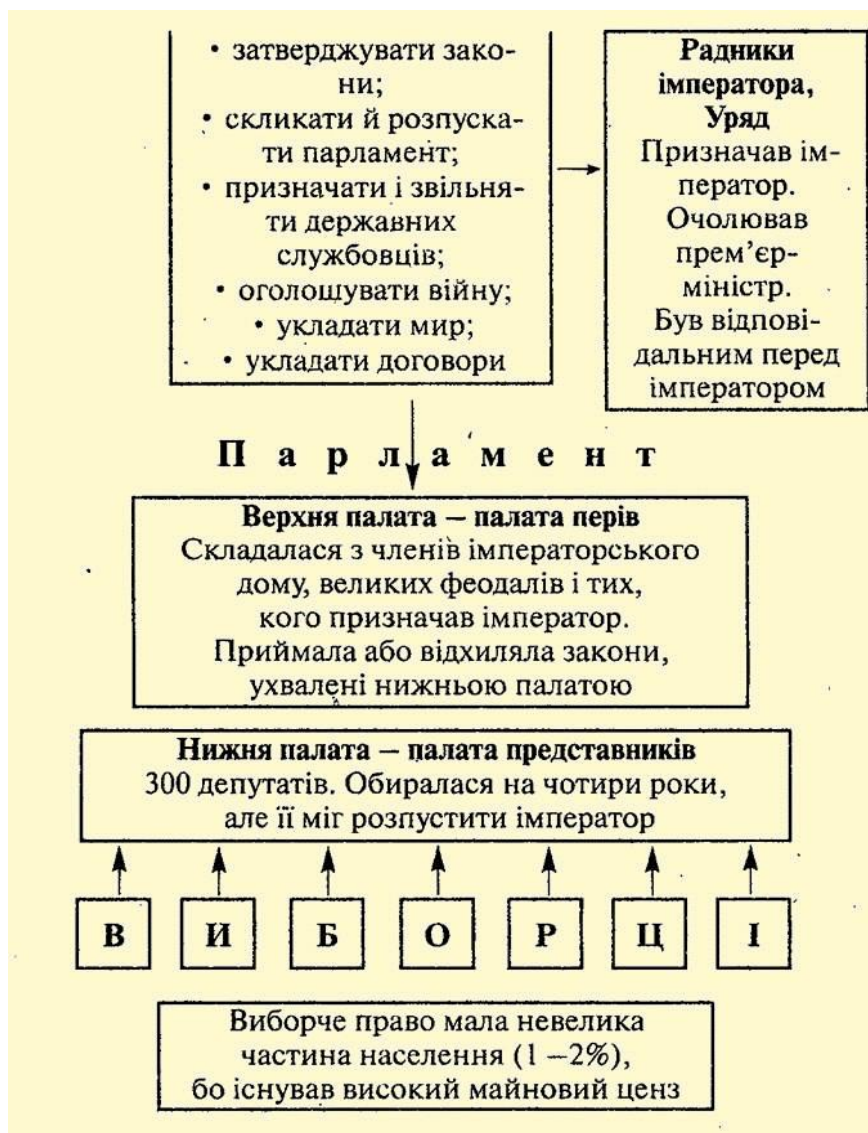 • затверджувати зако-
ни;
• скликати й розпуска-
ти парламент;
• призначати і звільня-
ти державних
службовців;
• оголошувати війну;
• укладати мир;
• укладати договори
Радники
імператора,
Уряд
Призначав ім-
ператор.
Очолював
прем’єр-
міністр.
Був відпові-
дальним перед
імператором
Парламент
Верхня палата – палата перів
Складалася з членів імператорського
дому, великих феодалів і тих,
кого призначав імператор.
Приймала або відхиляла закони,
ухвалені нижньою палатою
Нижня палата – палата представників
300 депутатів. Обиралася на чотири роки,
але її міг розпустити імператор
В И Б О Р Ц І
Виборче право мала невелика
частина населення (1 –2%),
бо існував високий майновий ценз